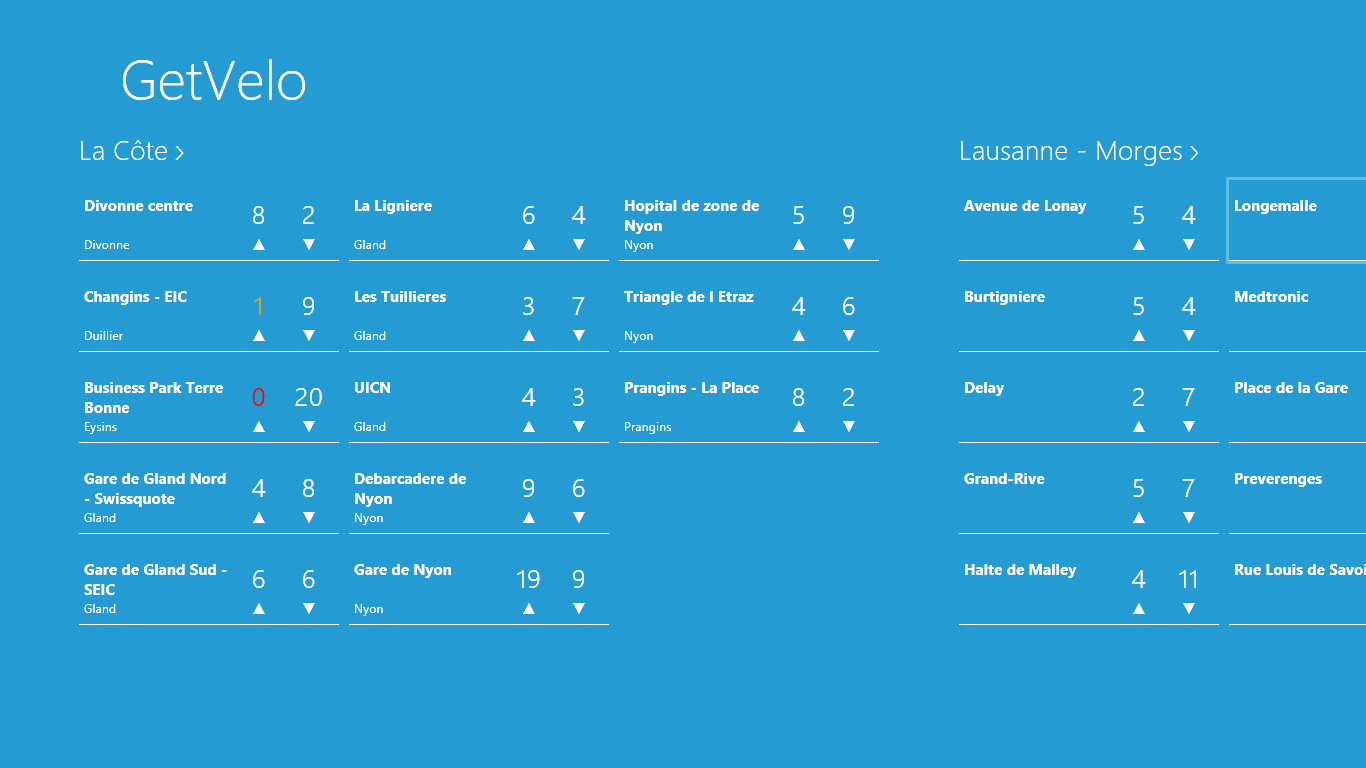 GetVelo
La Côte
Divonne centre
8 2
Divonne
Changins - EIC
1 9
Duillier
Business Park Terre
Bonne
0 20
Eysins
Gare de Gland Nord
- Swissquote
4 8
Gland
Gare de Gland Sud -
SEIC
6 6
Gland
La Ligniere
6 4
Gland
Les Tuillieres
3 7
Gland
UICN
4 3
Gland
Debarcadere de
Nyon
9 6
Nyon
Gare de Nyon
19 9
Nyon
Hopital de zone de
Nyon
5 9
Nyon
Triangle de l Etraz
4 6
Nyon
Prangins - La Place
8 2
Prangins
Lausanne - Morges
Avenue de Lonay
5 4
Burtigniere
5 4
Delay
2 7
Grand-Rive
5 7
Halte de Malley
4 11
Longemalle
Medtronic
Place de la Gare
Preverenges
Rue Louis de Savoi